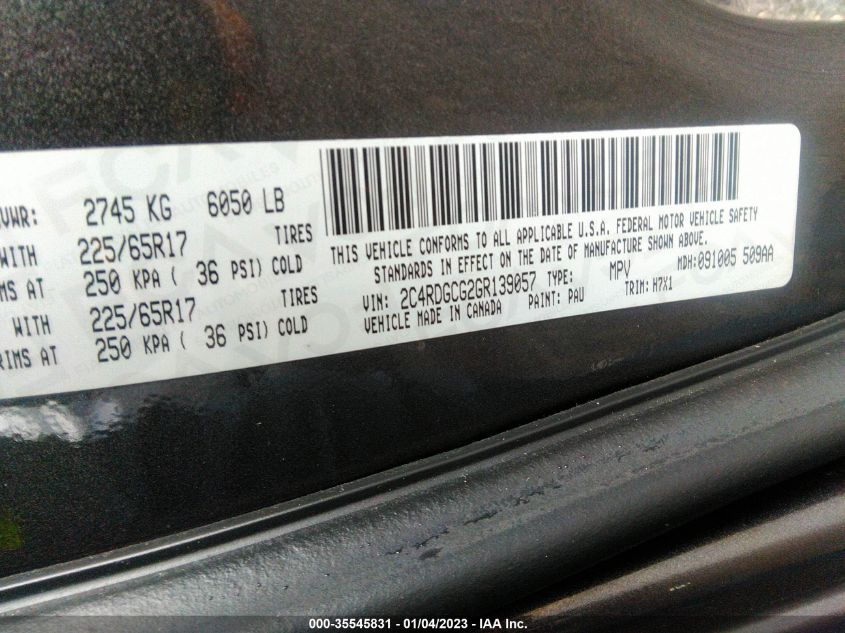 VWR: 2745 KG 6050 LB
WITH 225/65R17 TIRES
RIMS AT 250 KPA ( 36 PSI) COLD
WITH 225/65R17 TIRES
RIMS AT 250 KPA ( 36 PSI) COLD
THIS VEHICLE CONFORMS TO ALL APPLICABLE U.S.A. FEDERAL MOTOR VEHICLE SAFETY
STANDARDS IN EFFECT ON THE DATE OF MANUFACTURE SHOWN ABOVE.
VIN: 2C4RDGCG2GR139057 TYPE: MPV MDH:091005 509AA
VEHICLE MADE IN CANADA PAINT: PAU TRIM: H7X1
000-35545831 - 01/04/2023 - IAA Inc.